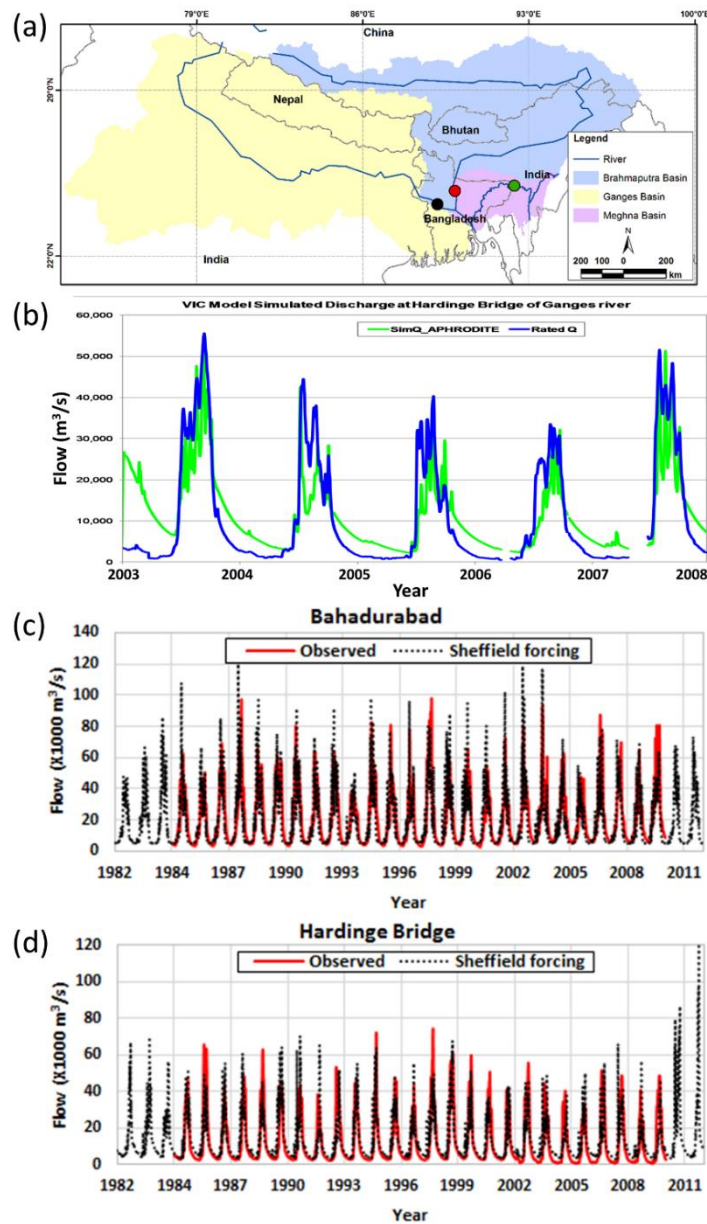 (a)
79°0'E 86°0'E 93°0'E 100°0'E
China
29°0'N
29°0'N
Nepal
Bhutan
Legend
River
Brahmaputra Basin
Ganges Basin
Meghna Basin
N
200 100 0 200
km
India
Bangladesh
22°0'N
22°0'N
India
(b)
VIC Model Simulated Discharge at Hardinge Bridge of Ganges river
SimQ_APHRODITE Rated Q
60,000
50,000
40,000
30,000
20,000
10,000
0
Flow (m³/s)
2003 2004 2005 2006 2007 2008
Year
(c)
Bahadurabad
Observed Sheffield forcing
140
120
100
80
60
40
20
0
Flow (X1000 m³/s)
1982 1984 1987 1990 1993 1996 1999 2002 2005 2008 2011
Year
(d)
Hardinge Bridge
Observed Sheffield forcing
120
100
80
60
40
20
0
Flow (X1000 m³/s)
1982 1984 1987 1990 1993 1996 1999 2002 2005 2008 2011
Year